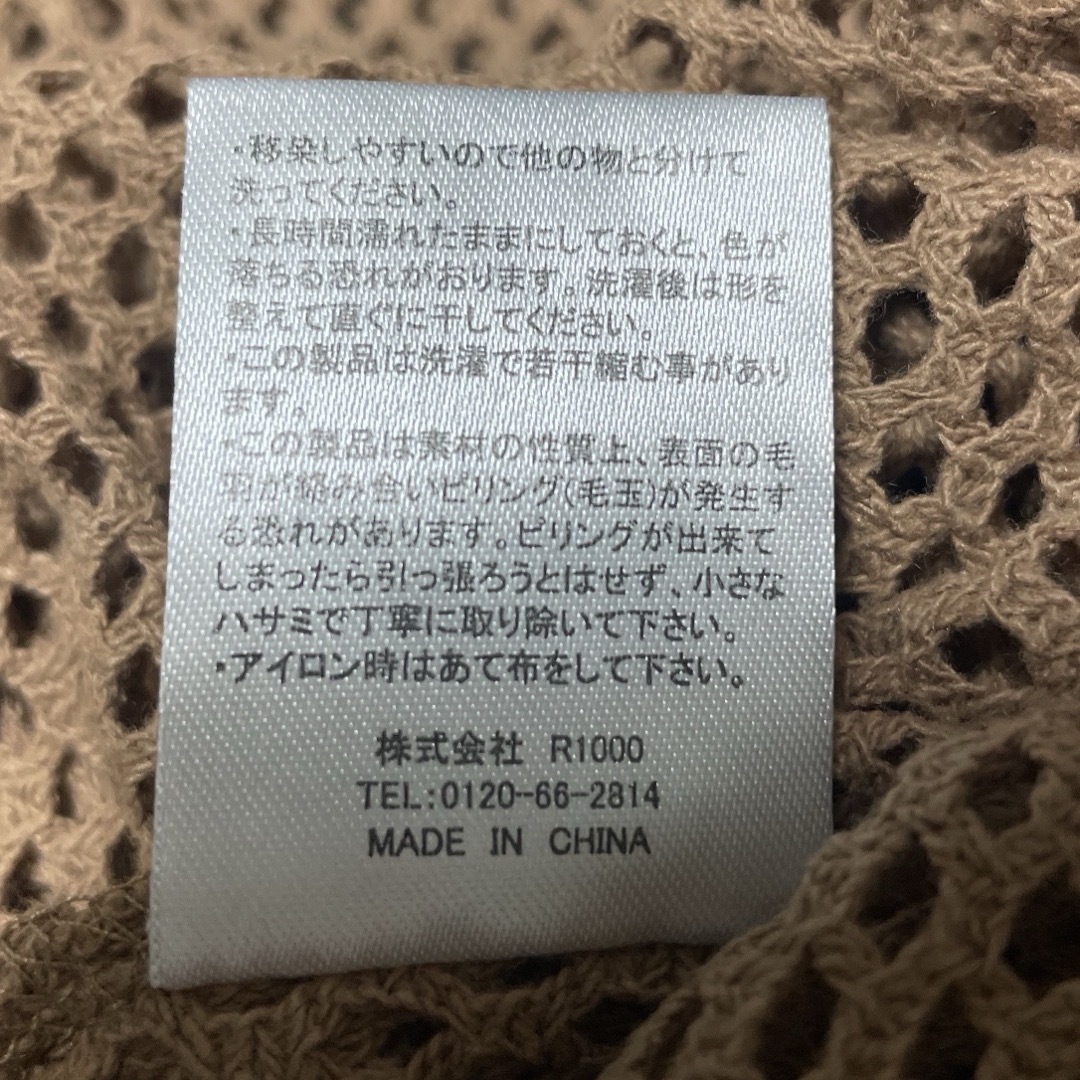 ・移染しやすいので他の物と分けて
洗ってください。
・長時間濡れたままにしておくと、色が
落ちる恐れがおります。洗濯後は形を
整えて直ぐに干してください。
・この製品は洗濯で若干縮む事があり
ます。
・この製品は素材の性質上、表面の毛
羽が絡み合いピリング(毛玉)が発生す
る恐れがあります。ピリングが出来て
しまったら引っ張ろうとはせず、小さな
ハサミで丁寧に取り除いて下さい。
・アイロン時はあて布をして下さい。
株式会社 R1000
TEL:0120-66-2814
MADE IN CHINA